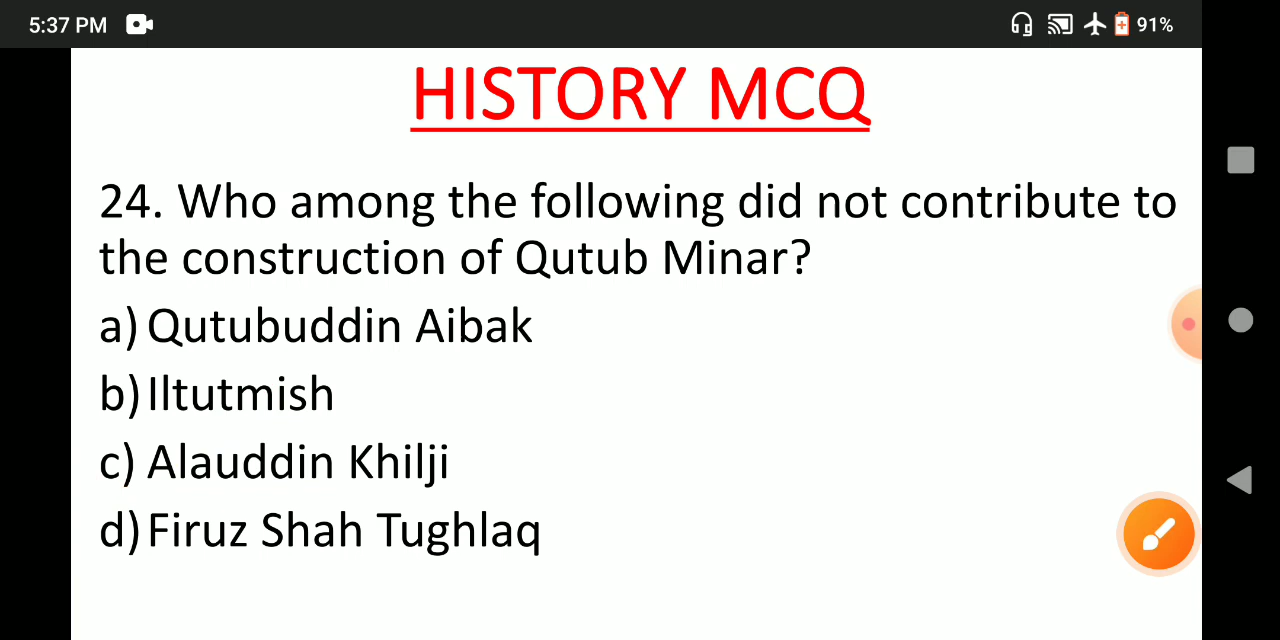 5:37 PM 91%
HISTORY MCQ
24. Who among the following did not contribute to
the construction of Qutub Minar?
a) Qutubuddin Aibak
b) Iltutmish
c) Alauddin Khilji
d) Firuz Shah Tughlaq